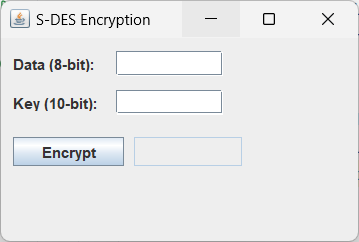 S-DES Encryption
Data (8-bit):
Key (10-bit):
Encrypt